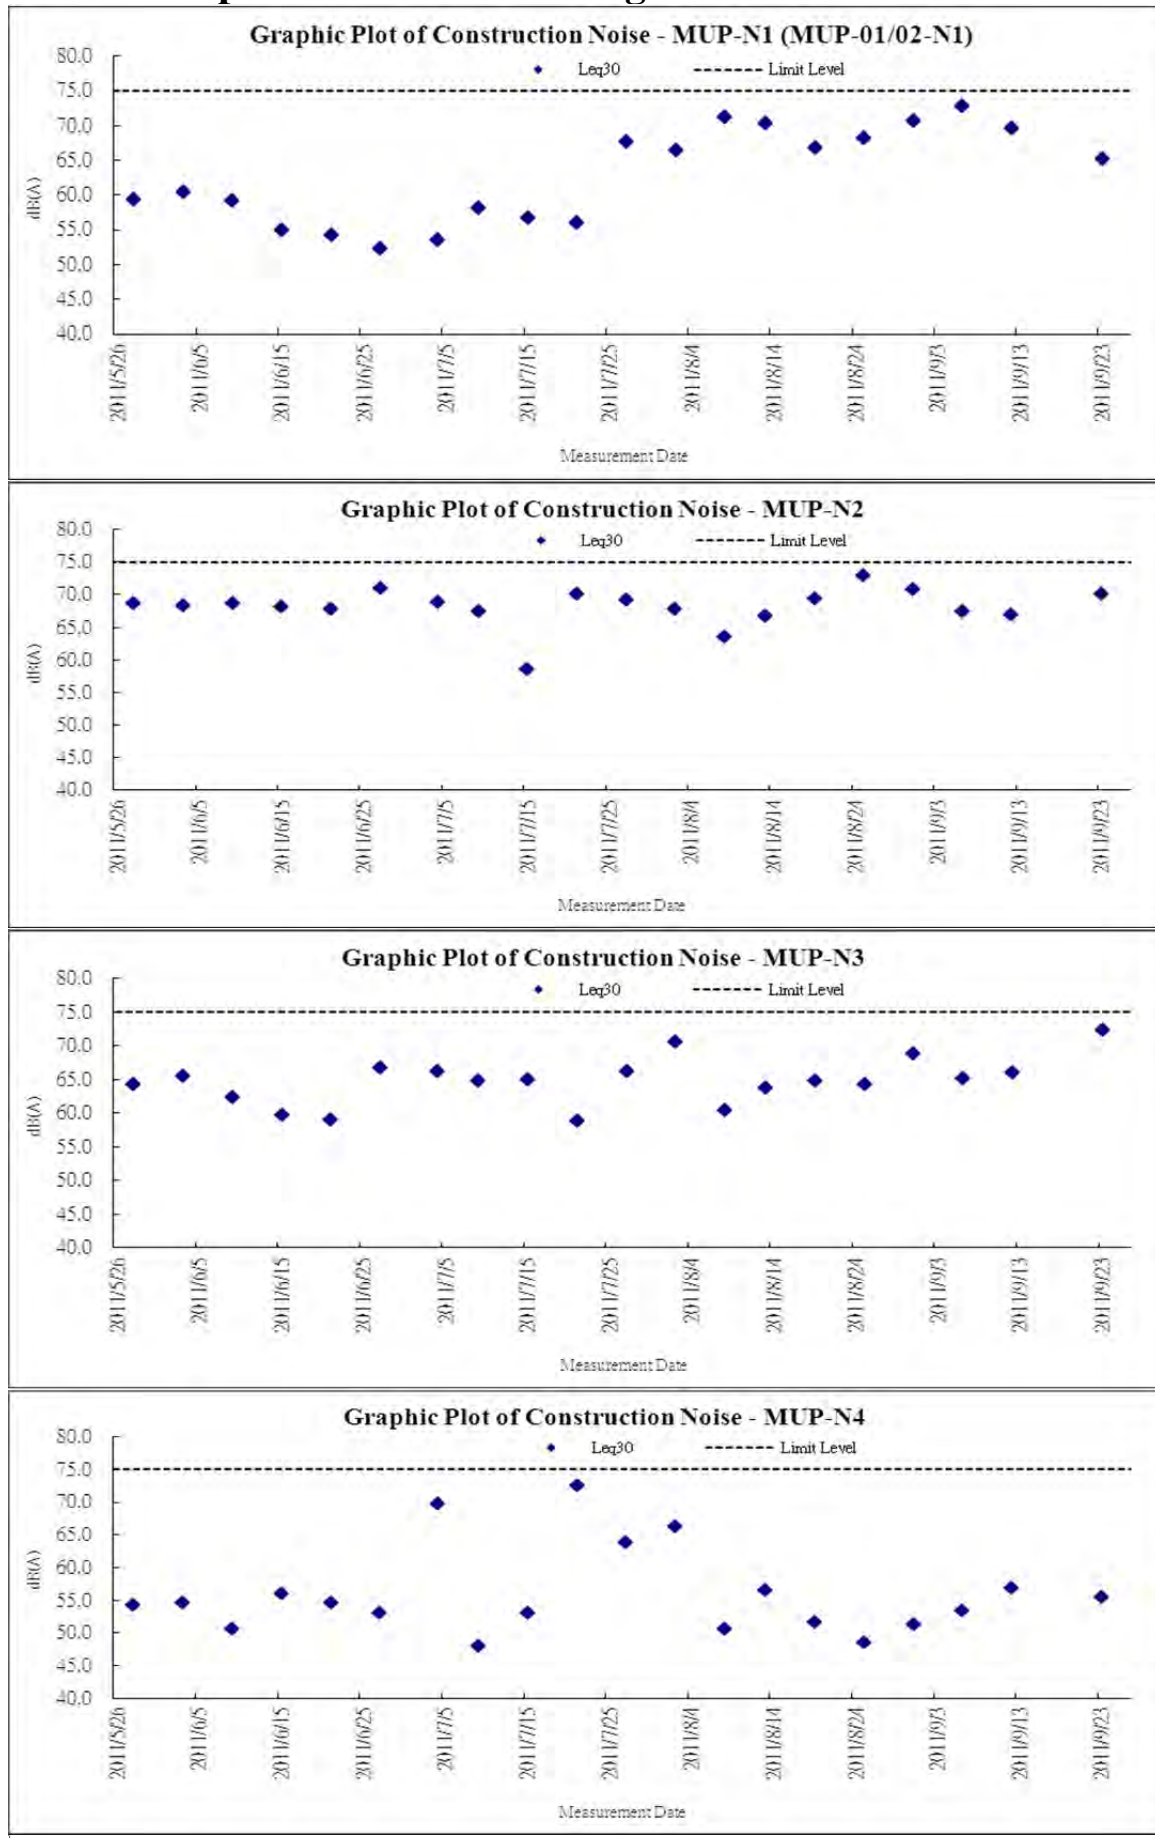 Graphic Plot of Construction Noise - MUP-N1 (MUP-01/02-N1)
Leq30 Limit Level
80.0
75.0
70.0
65.0
60.0
55.0
50.0
45.0
40.0
dB(A)
2011/5/26 2011/6/5 2011/6/15 2011/6/25 2011/7/5 2011/7/15 2011/7/25 2011/8/4 2011/8/14 2011/8/24 2011/9/3 2011/9/13 2011/9/23
Measurement Date
Graphic Plot of Construction Noise - MUP-N2
Leq30 Limit Level
80.0
75.0
70.0
65.0
60.0
55.0
50.0
45.0
40.0
dB(A)
2011/5/26 2011/6/5 2011/6/15 2011/6/25 2011/7/5 2011/7/15 2011/7/25 2011/8/4 2011/8/14 2011/8/24 2011/9/3 2011/9/13 2011/9/23
Measurement Date
Graphic Plot of Construction Noise - MUP-N3
Leq30 Limit Level
80.0
75.0
70.0
65.0
60.0
55.0
50.0
45.0
40.0
dB(A)
2011/5/26 2011/6/5 2011/6/15 2011/6/25 2011/7/5 2011/7/15 2011/7/25 2011/8/4 2011/8/14 2011/8/24 2011/9/3 2011/9/13 2011/9/23
Measurement Date
Graphic Plot of Construction Noise - MUP-N4
Leq30 Limit Level
80.0
75.0
70.0
65.0
60.0
55.0
50.0
45.0
40.0
dB(A)
2011/5/26 2011/6/5 2011/6/15 2011/6/25 2011/7/5 2011/7/15 2011/7/25 2011/8/4 2011/8/14 2011/8/24 2011/9/3 2011/9/13 2011/9/23
Measurement Date